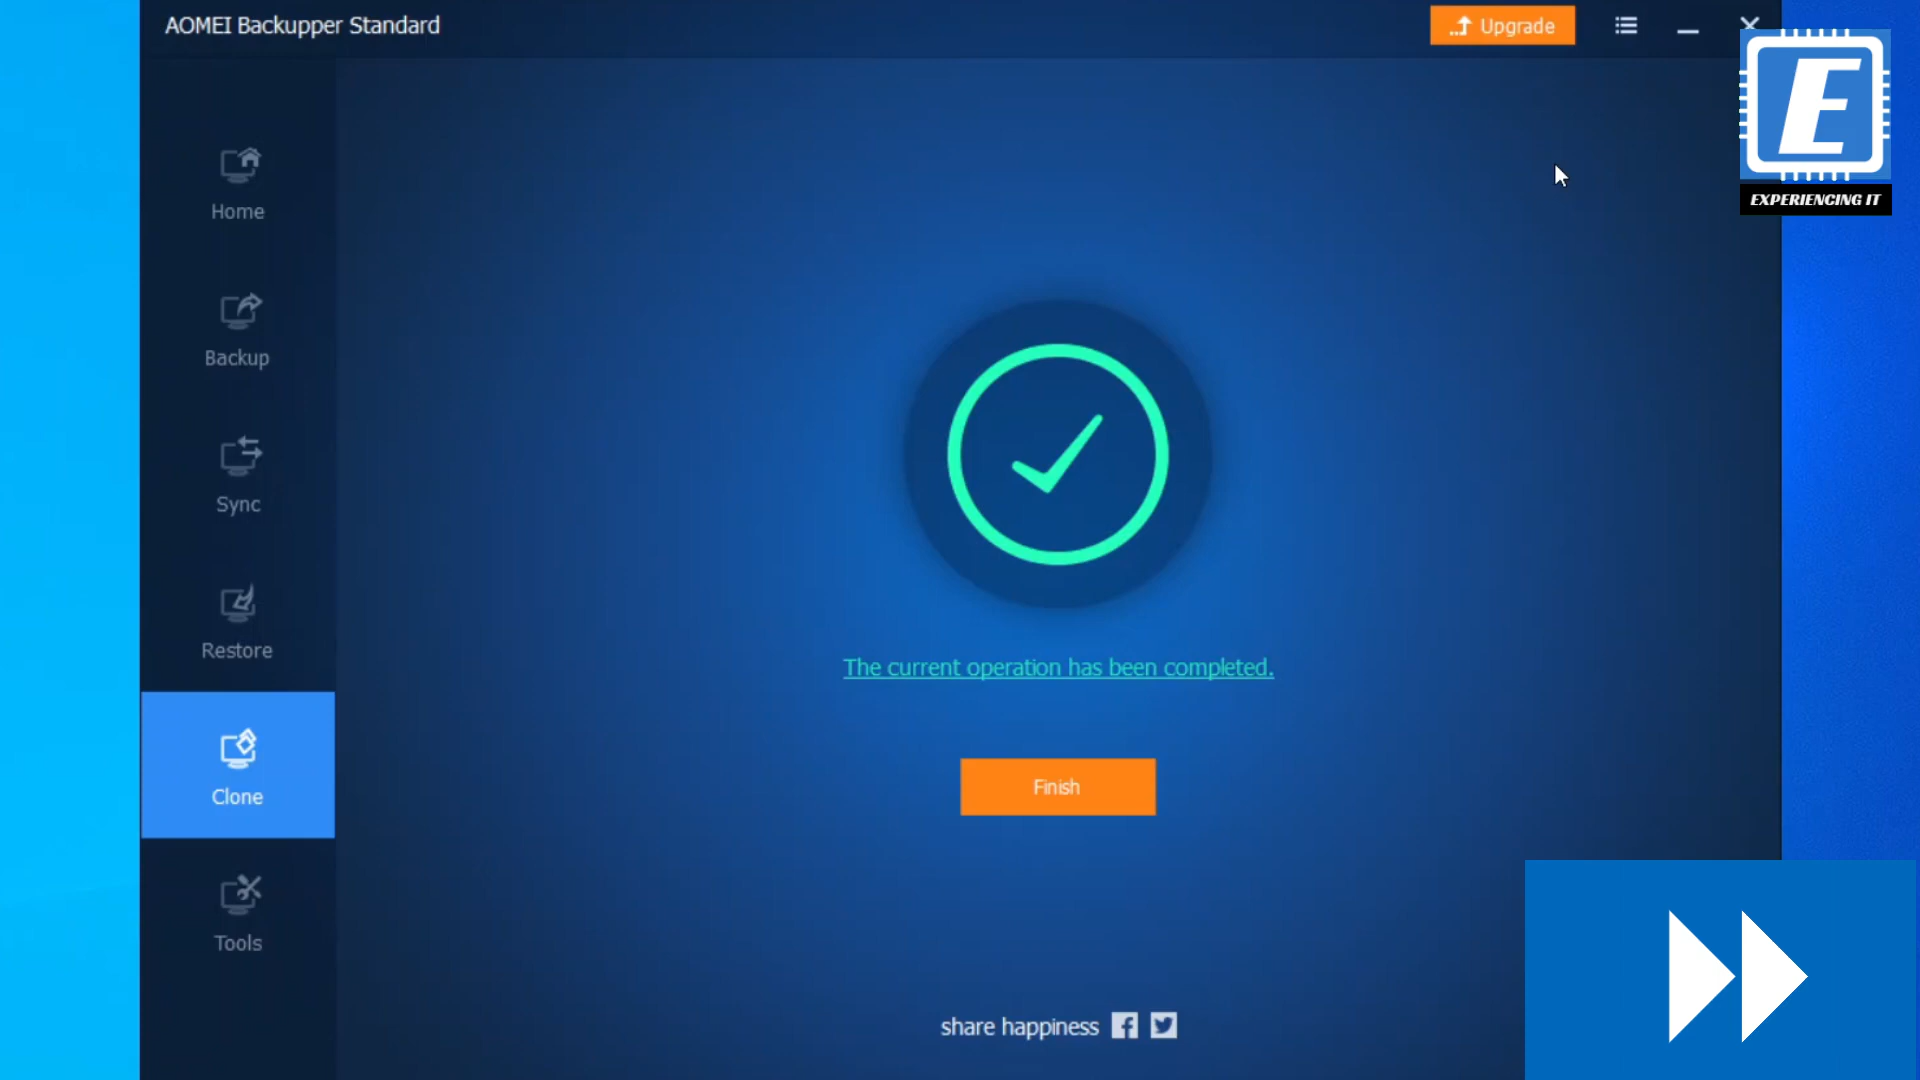 AOMEI Backupper Standard
Upgrade
E
EXPERIENCING IT
Home
Backup
Sync
Restore
Clone
Tools
The current operation has been completed.
Finish
share happiness